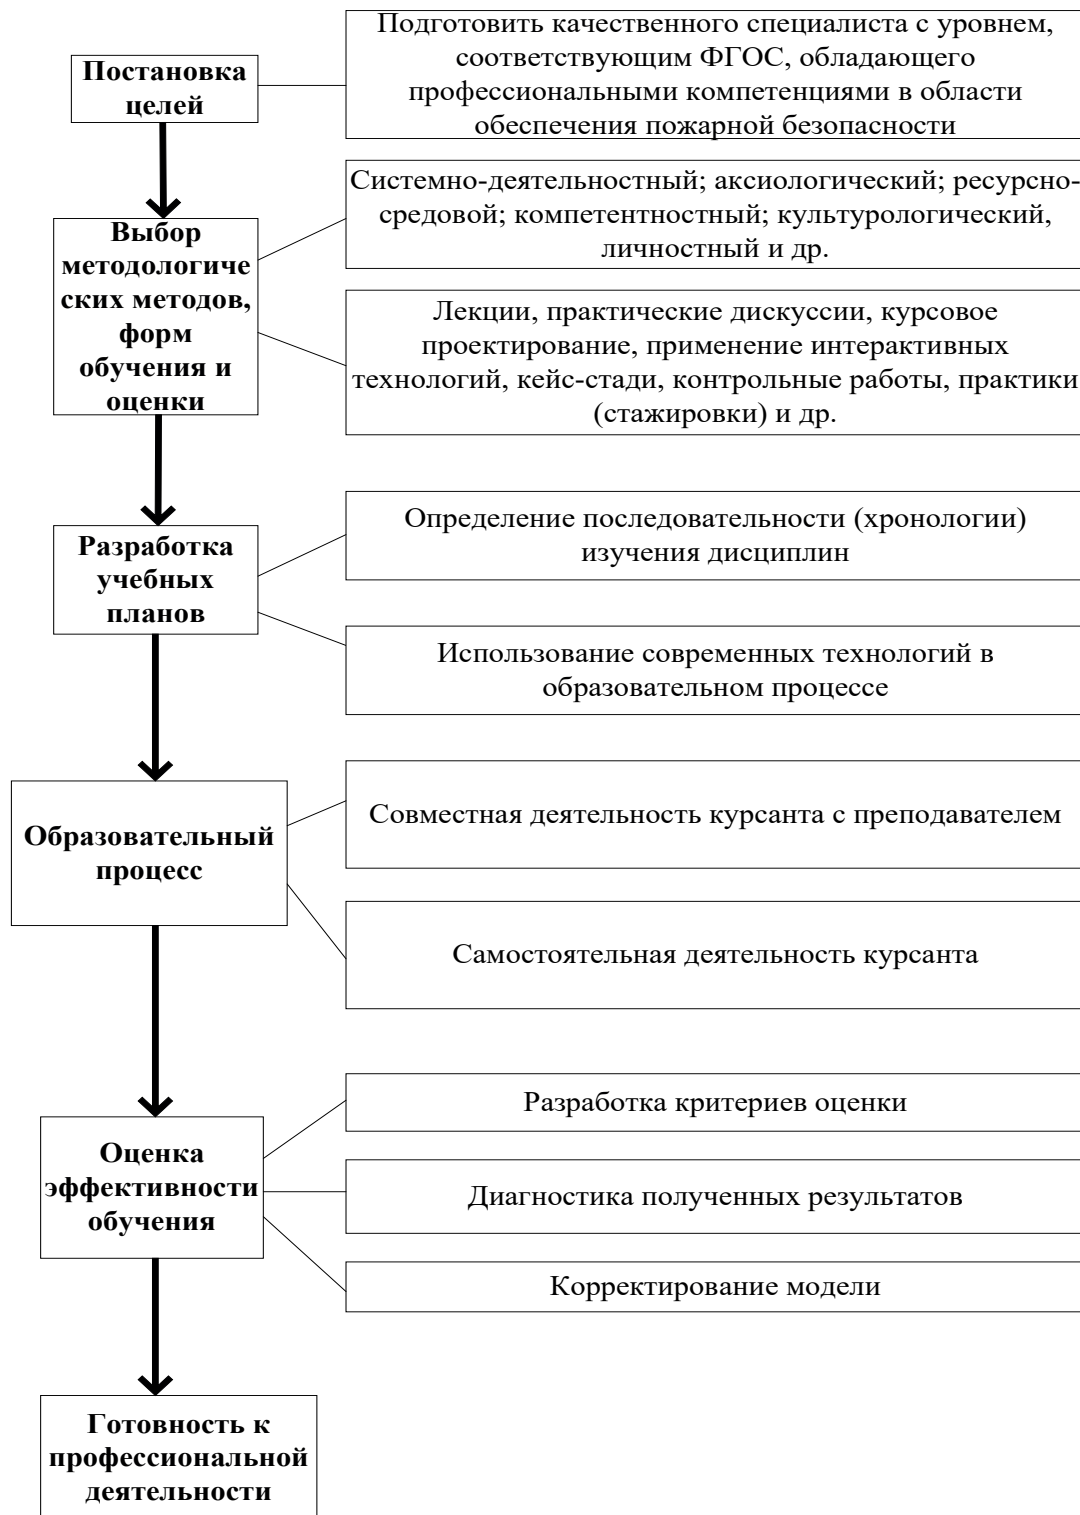 Постановка
целей
Подготовить качественного специалиста с уровнем,
соответствующим ФГОС, обладающего
профессиональными компетенциями в области
обеспечения пожарной безопасности
Выбор
методологиче
ских методов,
форм
обучения и
оценки
Системно-деятельностный; аксиологический; ресурсно-
средовой; компетентностный; культурологический,
личностный и др.
Лекции, практические дискуссии, курсовое
проектирование, применение интерактивных
технологий, кейс-стади, контрольные работы, практики
(стажировки) и др.
Разработка
учебных
планов
Определение последовательности (хронологии)
изучения дисциплин
Использование современных технологий в
образовательном процессе
Образовательный
процесс
Совместная деятельность курсанта с преподавателем
Самостоятельная деятельность курсанта
Оценка
эффективности
обучения
Разработка критериев оценки
Диагностика полученных результатов
Корректирование модели
Готовность к
профессиональной
деятельности